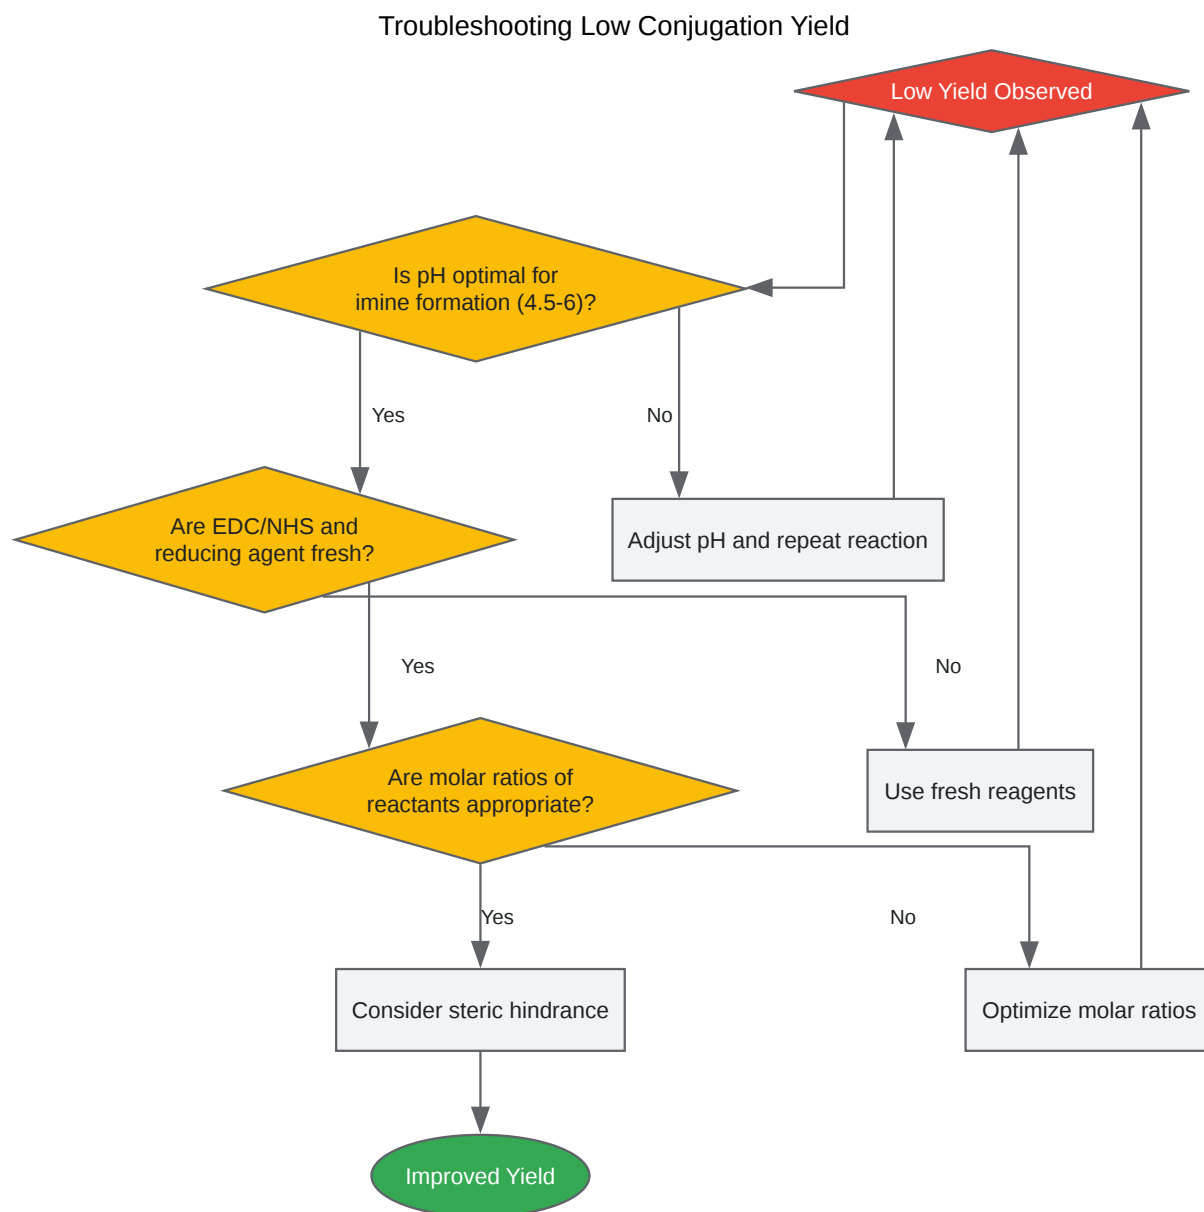 Troubleshooting Low Conjugation Yield
Low Yield Observed
Is pH optimal for
imine formation (4.5-6)?
Yes
No
Are EDC/NHS and
reducing agent fresh?
Adjust pH and repeat reaction
Yes
No
Are molar ratios of
reactants appropriate?
Use fresh reagents
Yes
No
Consider steric hindrance
Optimize molar ratios
Improved Yield